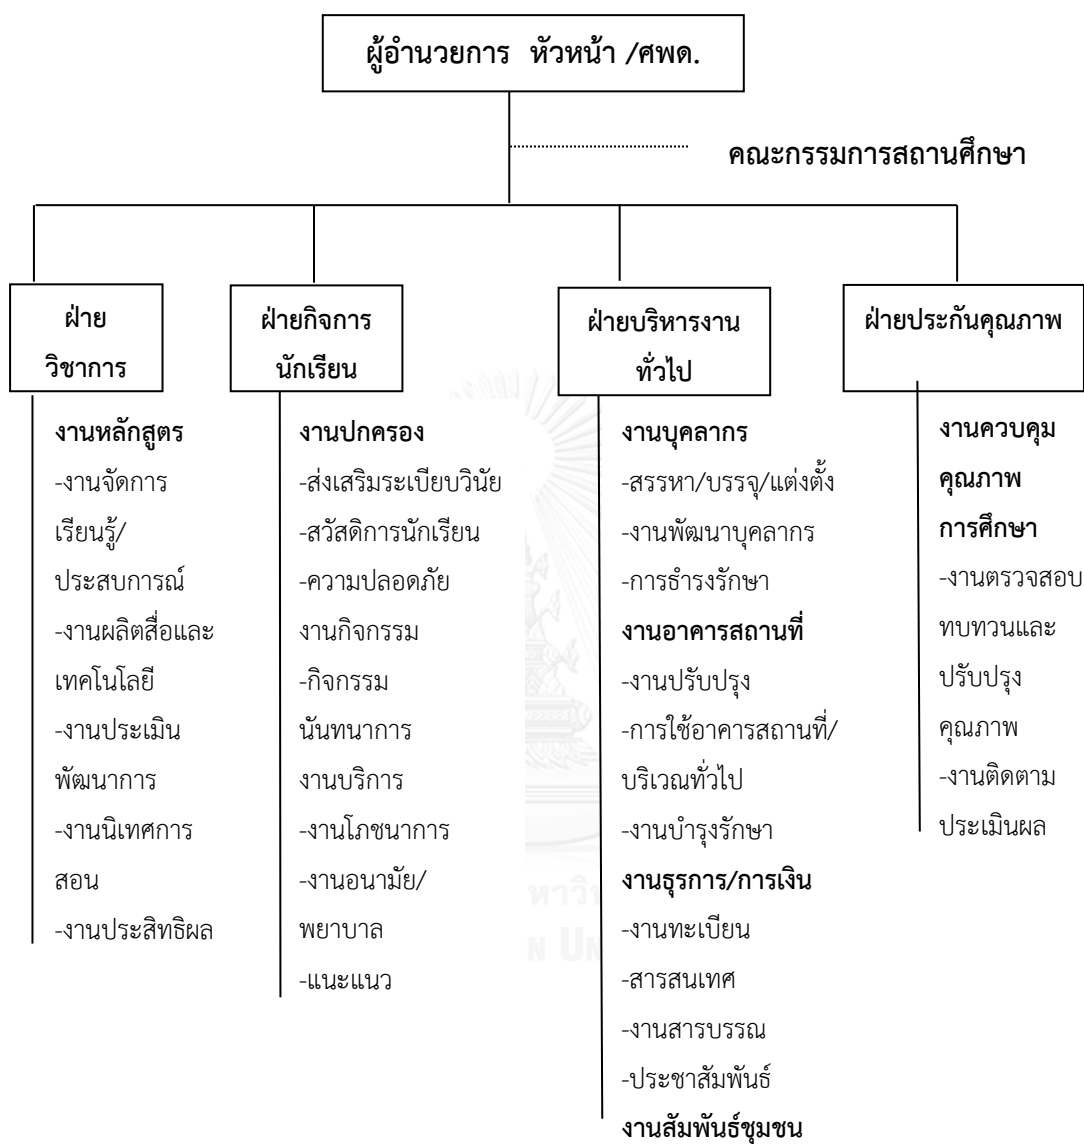 ผู้อำนวยการ หัวหน้า /ศพด.
คณะกรรมการสถานศึกษา
ฝ่าย
วิชาการ
งานหลักสูตร
-งานจัดการ
เรียนรู้/
ประสบการณ์
-งานผลิตสื่อและ
เทคโนโลยี
-งานประเมิน
พัฒนาการ
-งานนิเทศการ
สอน
-งานประสิทธิผล
ฝ่ายกิจการ
นักเรียน
งานปกครอง
-ส่งเสริมระเบียบวินัย
-สวัสดิการนักเรียน
-ความปลอดภัย
งานกิจกรรม
-กิจกรรม
นันทนาการ
งานบริการ
-งานโภชนาการ
-งานอนามัย/
พยาบาล
-แนะแนว
ฝ่ายบริหารงาน
ทั่วไป
งานบุคลากร
-สรรหา/บรรจุ/แต่งตั้ง
-งานพัฒนาบุคลากร
-การธำรงรักษา
งานอาคารสถานที่
-งานปรับปรุง
-การใช้อาคารสถานที่/
บริเวณทั่วไป
-งานบำรุงรักษา
งานธุรการ/การเงิน
-งานทะเบียน
-สารสนเทศ
-งานสารบรรณ
-ประชาสัมพันธ์
งานสัมพันธ์ชุมชน
ฝ่ายประกันคุณภาพ
งานควบคุม
คุณภาพ
การศึกษา
-งานตรวจสอบ
ทบทวนและ
ปรับปรุง
คุณภาพ
-งานติดตาม
ประเมินผล